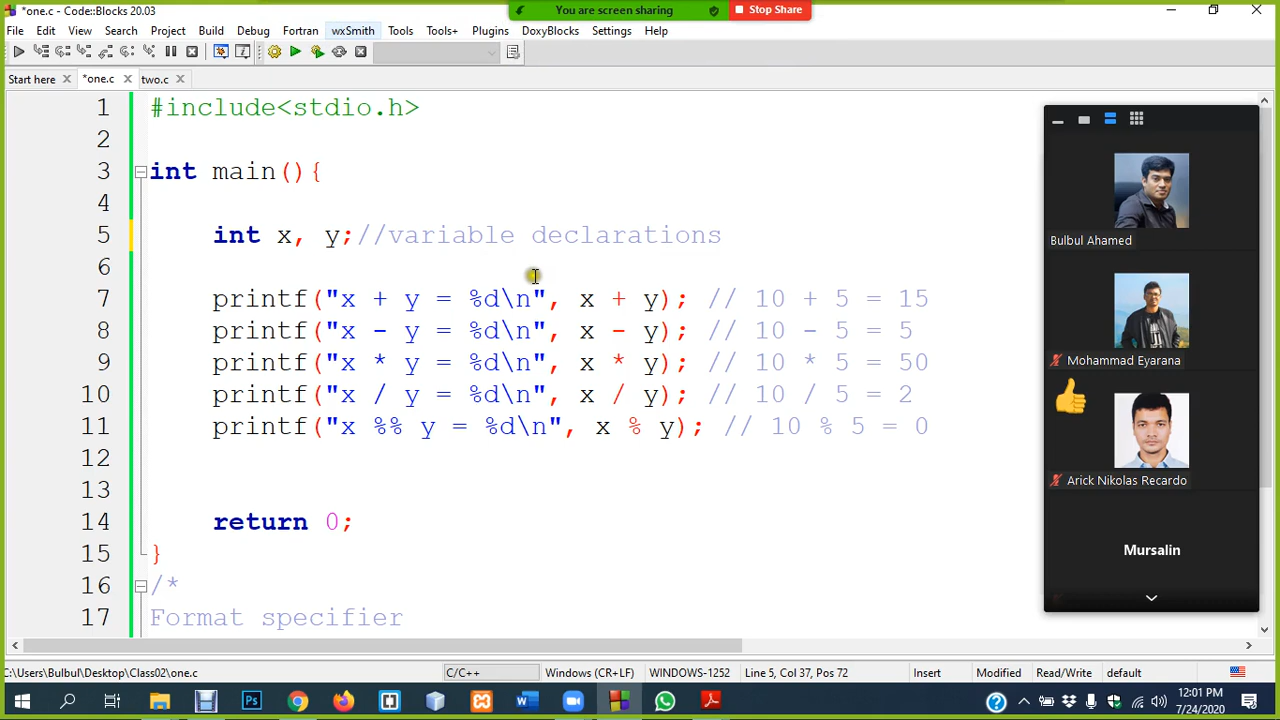 *one.c - Code::Blocks 20.03
You are screen sharing
Stop Share
File Edit View Search Project Build Debug Fortran wxSmith Tools Tools+ Plugins DoxyBlocks Settings Help
Start here
*one.c
two.c
1 #include<stdio.h>
2
3 int main(){
4
5 int x, y;//variable declarations
6
7 printf("x + y = %d\n", x + y); // 10 + 5 = 15
8 printf("x - y = %d\n", x - y); // 10 - 5 = 5
9 printf("x * y = %d\n", x * y); // 10 * 5 = 50
10 printf("x / y = %d\n", x / y); // 10 / 5 = 2
11 printf("x %% y = %d\n", x % y); // 10 % 5 = 0
12
13
14 return 0;
15 }
16 /*
17 Format specifier
Bulbul Ahamed
Mohammad Eyarana
Arick Nikolas Recardo
Mursalin
C:\Users\Bulbul\Desktop\Class02\one.c C/C++ Windows (CR+LF) WINDOWS-1252 Line 5, Col 37, Pos 72 Insert Modified Read/Write default
12:01 PM
7/24/2020